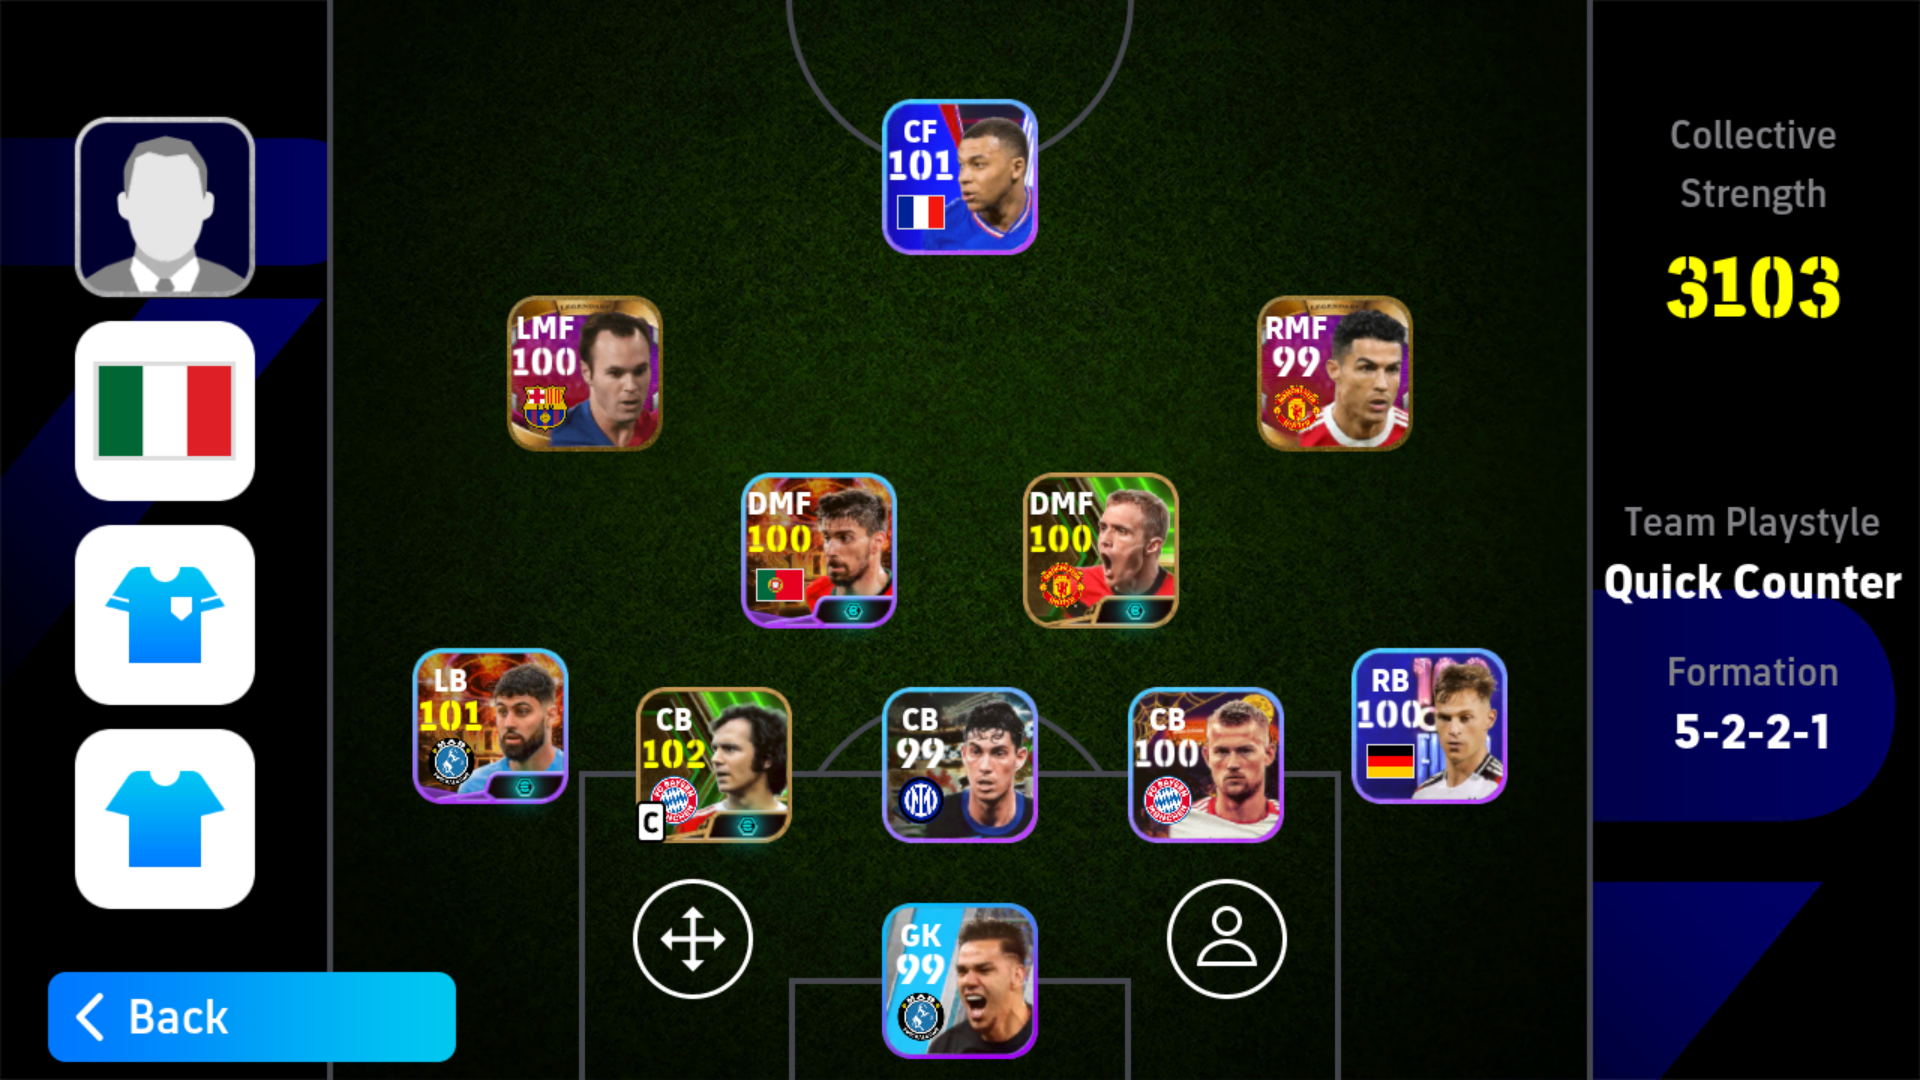 CF
101
LMF
100
RMF
99
DMF
100
DMF
100
LB
101
CB
102
C
CB
99
CB
100
RB
100
GK
99
Collective
Strength
3103
Team Playstyle
Quick Counter
Formation
5-2-2-1
Back